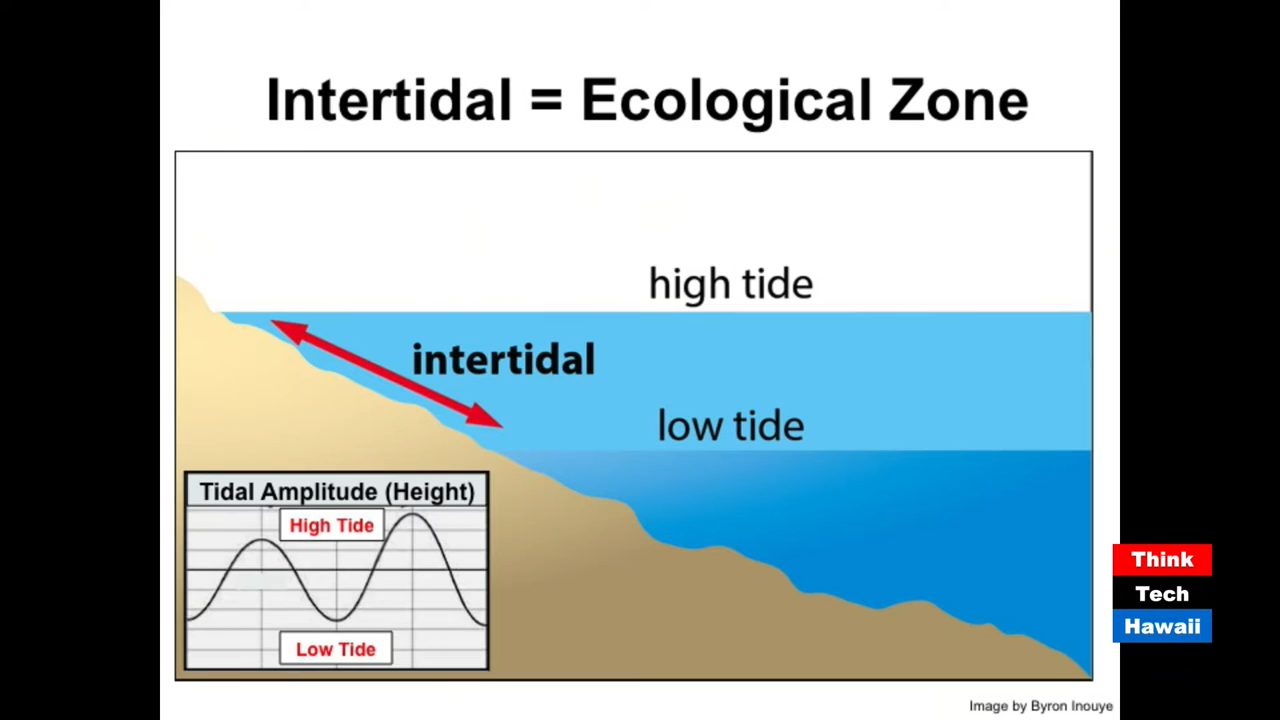 Intertidal = Ecological Zone
high tide
intertidal
low tide
Tidal Amplitude (Height)
High Tide
Low Tide
Think
Tech
Hawaii
Image by Byron Inouye